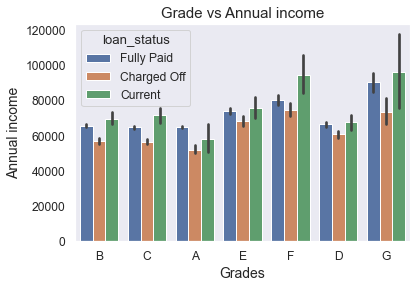 Grade vs Annual income
120000
100000
80000
60000
40000
20000
0
Annual income
loan_status
Fully Paid
Charged Off
Current
B C A E F D G
Grades